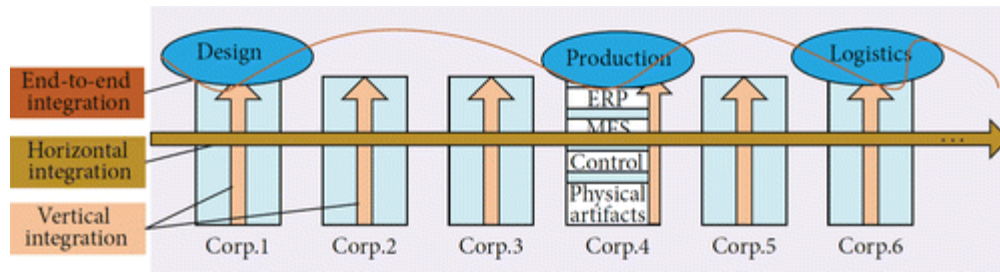 Design
Production
Logistics
End-to-end
integration
Horizontal
integration
Vertical
integration
ERP
MES
Control
Physical
artifacts
...
Corp.1
Corp.2
Corp.3
Corp.4
Corp.5
Corp.6